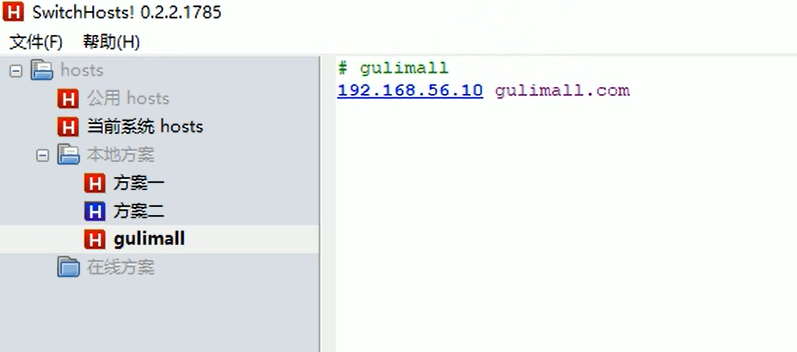 SwitchHosts! 0.2.2.1785
文件(F) 帮助(H)
hosts
公用 hosts
当前系统 hosts
本地方案
方案一
方案二
gulimall
在线方案
# gulimall
192.168.56.10 gulimall.com